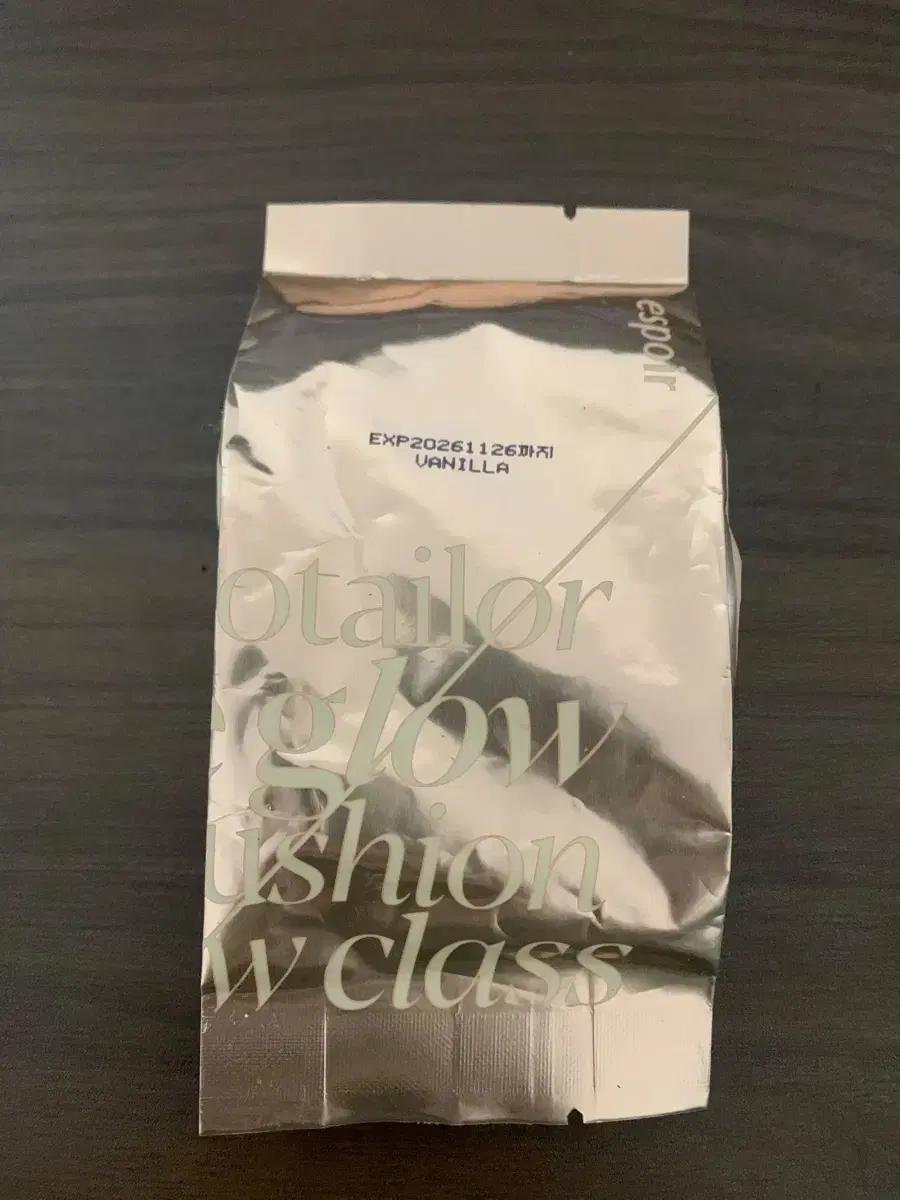 espoir
EXP20261126까지
VANILLA
otailor
glow
ushion
w class